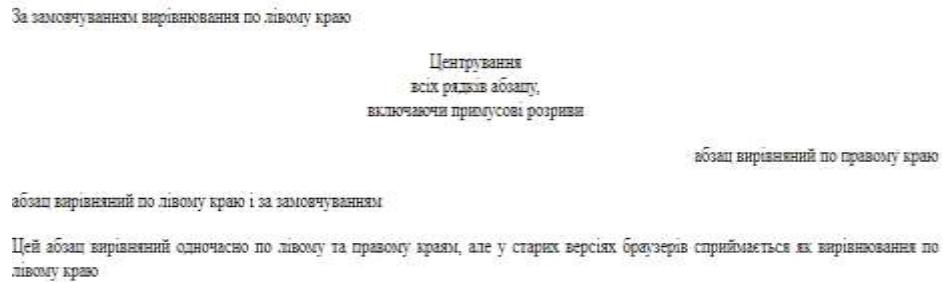 За замовчуванням вирівнювання по лівому краю
Центрування
всіх рядків абзацу,
включаючи примусові розриви
абзац вирівняний по правому краю
абзац вирівняний по лівому краю і за замовчуванням
Цей абзац вирівняний одночасно по лівому та правому краям, але у старих версіях браузерів сприймається як вирівнювання по
лівому краю